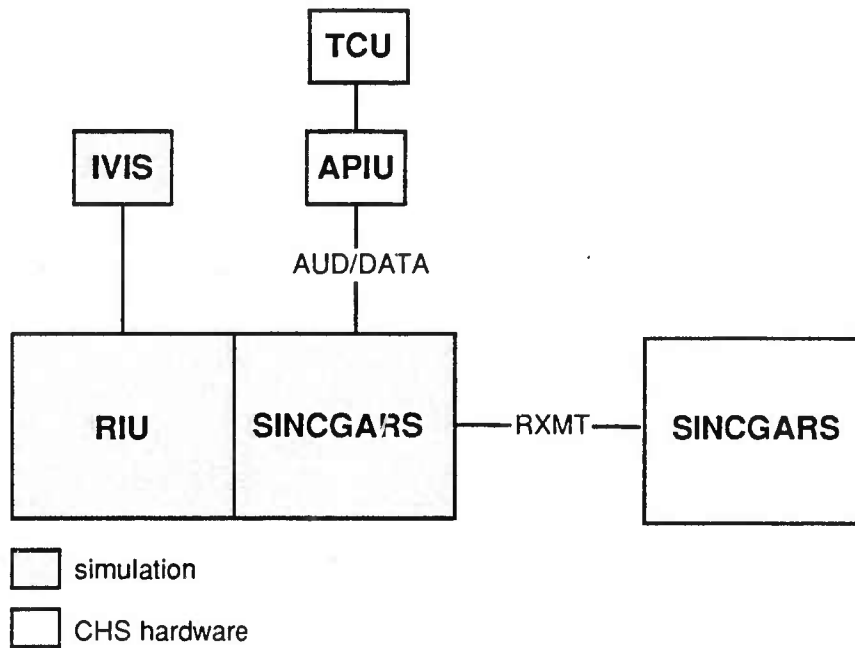 TCU
IVIS
APIU
AUD/DATA
RIU
SINCGARS
RXMT
SINCGARS
simulation
CHS hardware